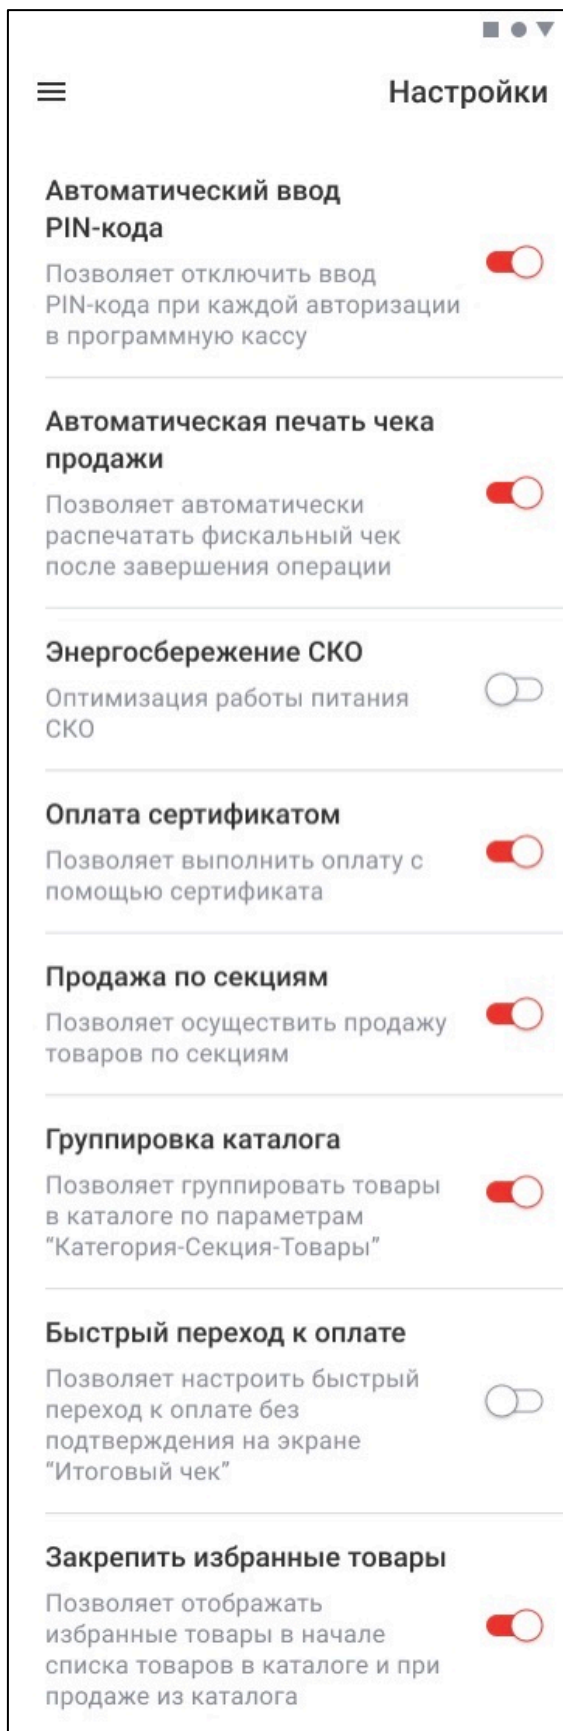 Настройки
Автоматический ввод
PIN-кода
Позволяет отключить ввод
PIN-кода при каждой авторизации
в программную кассу
Автоматическая печать чека
продажи
Позволяет автоматически
распечатать фискальный чек
после завершения операции
Энергосбережение СКО
Оптимизация работы питания
СКО
Оплата сертификатом
Позволяет выполнить оплату с
помощью сертификата
Продажа по секциям
Позволяет осуществить продажу
товаров по секциям
Группировка каталога
Позволяет группировать товары
в каталоге по параметрам
“Категория-Секция-Товары”
Быстрый переход к оплате
Позволяет настроить быстрый
переход к оплате без
подтверждения на экране
“Итоговый чек”
Закрепить избранные товары
Позволяет отображать
избранные товары в начале
списка товаров в каталоге и при
продаже из каталога